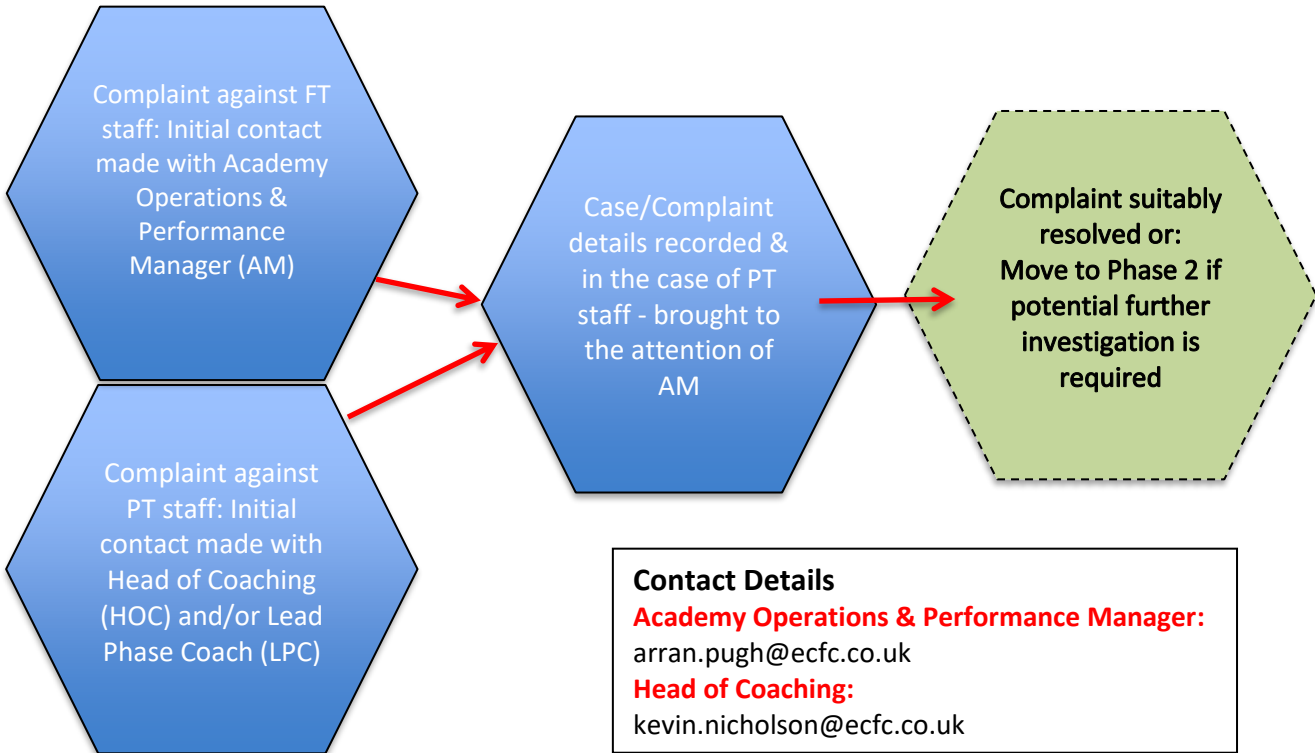 Complaint against FT
staff: Initial contact
made with Academy
Operations &
Performance
Manager (AM)
Complaint against
PT staff: Initial
contact made with
Head of Coaching
(HOC) and/or Lead
Phase Coach (LPC)
Case/Complaint
details recorded &
in the case of PT
staff - brought to
the attention of
AM
Complaint suitably
resolved or:
Move to Phase 2 if
potential further
investigation is
required
Contact Details
Academy Operations & Performance Manager:
arran.pugh@ecfc.co.uk
Head of Coaching:
kevin.nicholson@ecfc.co.uk